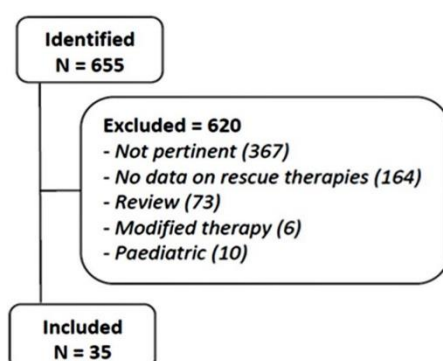 Identified
N = 655
Excluded = 620
- Not pertinent (367)
- No data on rescue therapies (164)
- Review (73)
- Modified therapy (6)
- Paediatric (10)
Included
N = 35